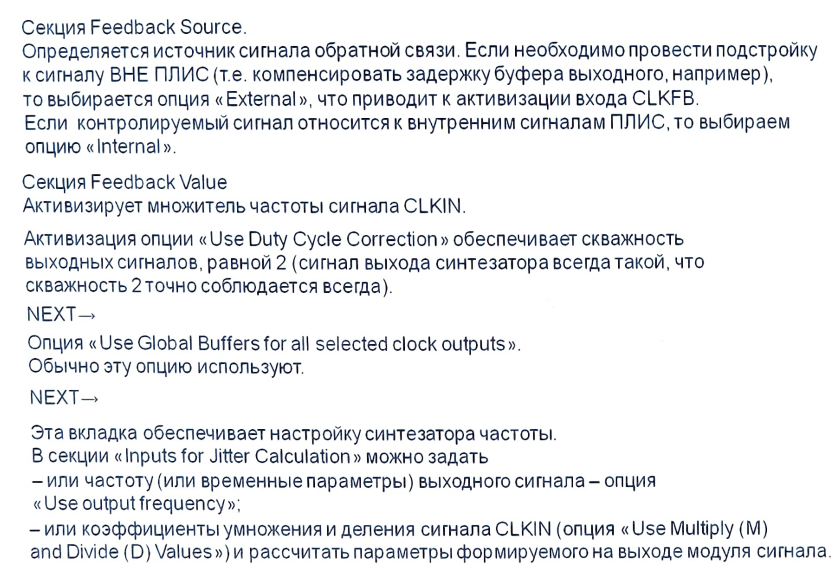 Секция Feedback Source.
Определяется источник сигнала обратной связи. Если необходимо провести подстройку
к сигналу ВНЕ ПЛИС (т.е. компенсировать задержку буфера выходного, например),
то выбирается опция «External», что приводит к активизации входа CLKFB.
Если контролируемый сигнал относится к внутренним сигналам ПЛИС, то выбираем
опцию «Internal».
Секция Feedback Value
Активизирует множитель частоты сигнала CLKIN.
Активизация опции «Use Duty Cycle Correction» обеспечивает скважность
выходных сигналов, равной 2 (сигнал выхода синтезатора всегда такой, что
скважность 2 точно соблюдается всегда).
NEXT→
Опция «Use Global Buffers for all selected clock outputs».
Обычно эту опцию используют.
NEXT→
Эта вкладка обеспечивает настройку синтезатора частоты.
В секции «Inputs for Jitter Calculation» можно задать
– или частоту (или временные параметры) выходного сигнала – опция
«Use output frequency»;
– или коэффициенты умножения и деления сигнала CLKIN (опция «Use Multiply (M)
and Divide (D) Values») и рассчитать параметры формируемого на выходе модуля сигнала.